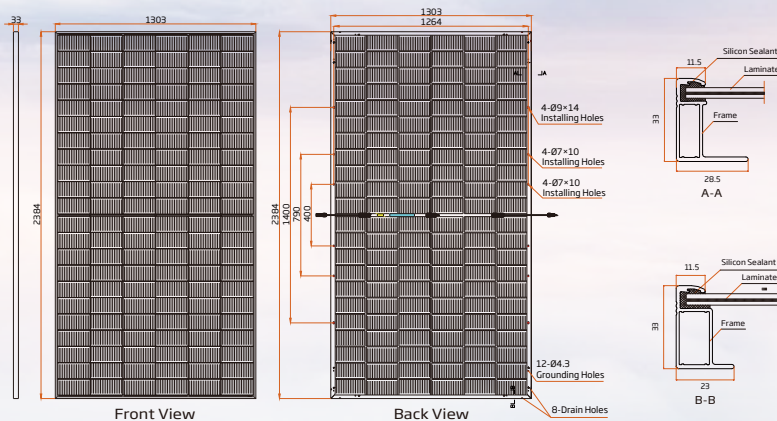 33
1303
2384
Front View
1303
1264
2384
1400
790
400
4-Ø9×14
Installing Holes
4-Ø7×10
Installing Holes
4-Ø7×10
Installing Holes
12-Ø4.3
Grounding Holes
8-Drain Holes
Back View
11.5
Silicon Sealant
Laminate
Frame
33
28.5
A-A
11.5
Silicon Sealant
Laminate
Frame
33
23
B-B